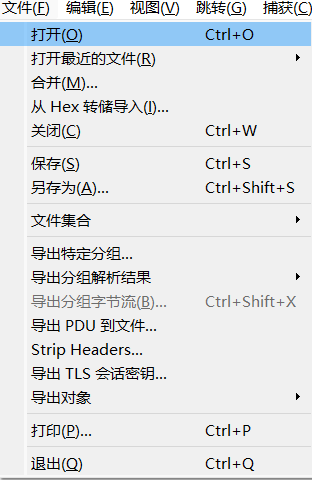 文件(F) 编辑(E) 视图(V) 跳转(G) 捕获(C)
打开(O) Ctrl+O
打开最近的文件(R)
合并(M)...
从 Hex 转储导入(I)...
关闭(C) Ctrl+W
保存(S) Ctrl+S
另存为(A)... Ctrl+Shift+S
文件集合
导出特定分组...
导出分组解析结果
导出分组字节流(B)... Ctrl+Shift+X
导出 PDU 到文件...
Strip Headers...
导出 TLS 会话密钥...
导出对象
打印(P)... Ctrl+P
退出(Q) Ctrl+Q